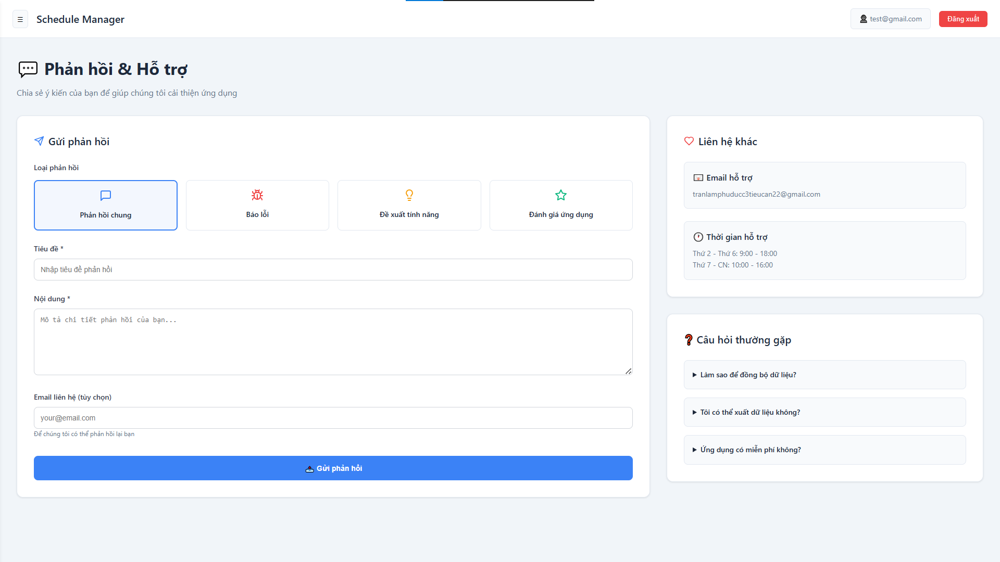 Schedule Manager
test@gmail.com
Đăng xuất
Phản hồi & Hỗ trợ
Chia sẻ ý kiến của bạn để giúp chúng tôi cải thiện ứng dụng
Gửi phản hồi
Loại phản hồi
Phản hồi chung
Báo lỗi
Đề xuất tính năng
Đánh giá ứng dụng
Tiêu đề *
Nhập tiêu đề phản hồi
Nội dung *
Mô tả chi tiết phản hồi của bạn...
Email liên hệ (tùy chọn)
your@email.com
Để chúng tôi có thể phản hồi lại bạn
Gửi phản hồi
Liên hệ khác
Email hỗ trợ
tranlamphuducc3tieucan22@gmail.com
Thời gian hỗ trợ
Thứ 2 - Thứ 6: 9:00 - 18:00
Thứ 7 - CN: 10:00 - 16:00
Câu hỏi thường gặp
Làm sao để đồng bộ dữ liệu?
Tôi có thể xuất dữ liệu không?
Ứng dụng có miễn phí không?